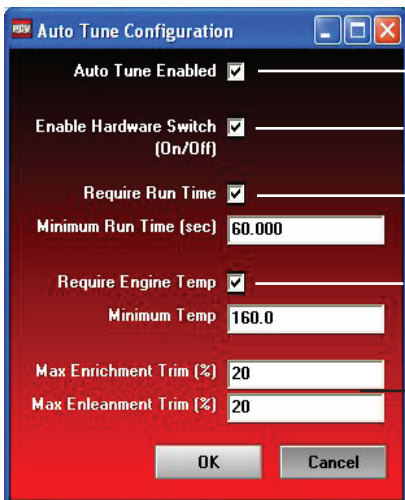 PCV Auto Tune Configuration
Auto Tune Enabled
Enable Hardware Switch
(On/Off)
Require Run Time
Minimum Run Time (sec) 60.000
Require Engine Temp
Minimum Temp 160.0
Max Enrichment Trim (%) 20
Max Enleanment Trim (%) 20
OK Cancel